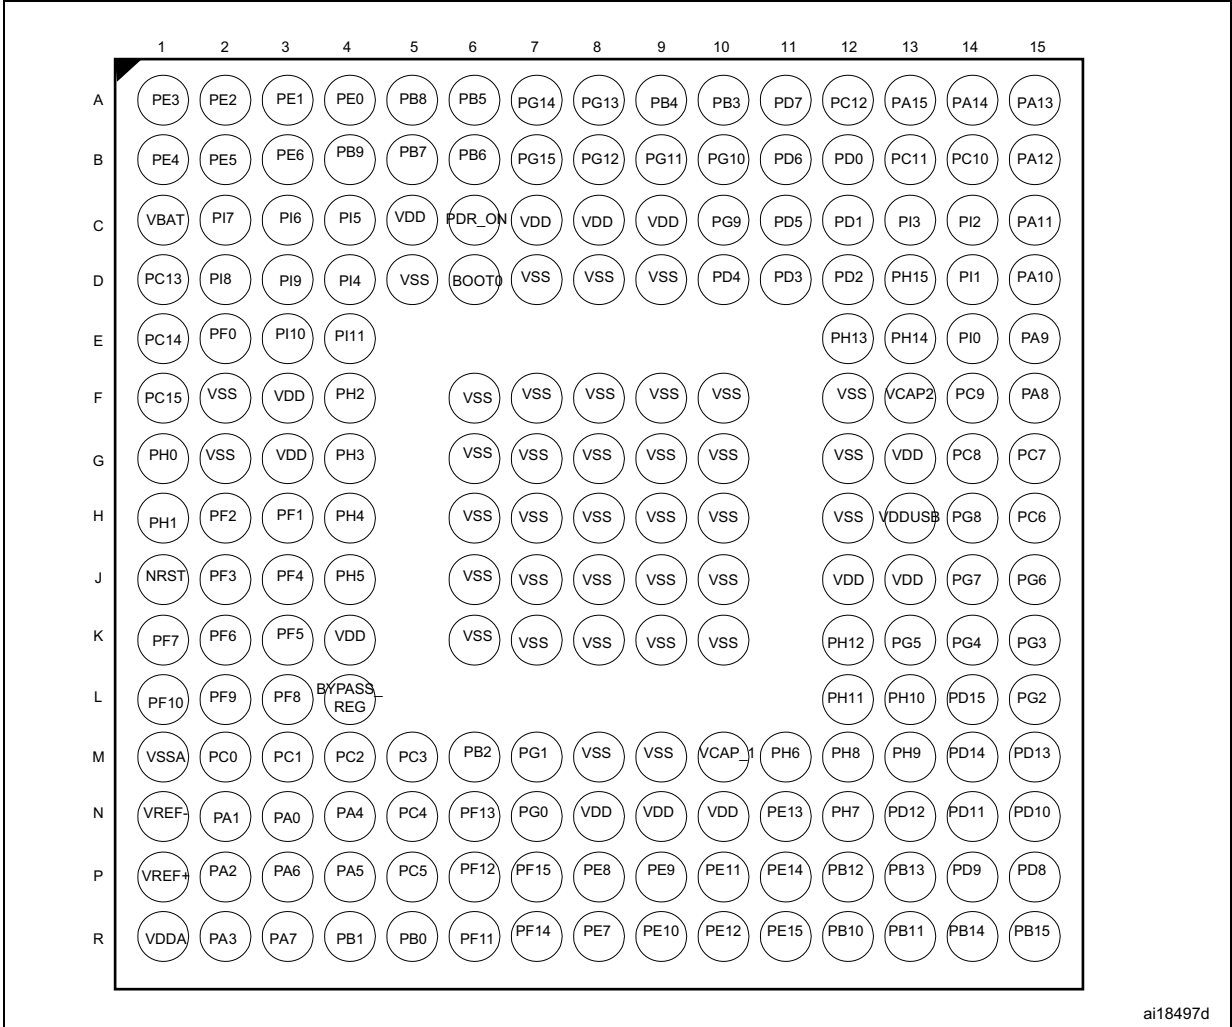 1 2 3 4 5 6 7 8 9 10 11 12 13 14 15
A PE3 PE2 PE1 PE0 PB8 PB5 PG14 PG13 PB4 PB3 PD7 PC12 PA15 PA14 PA13
B PE4 PE5 PE6 PB9 PB7 PB6 PG15 PG12 PG11 PG10 PD6 PD0 PC11 PC10 PA12
C VBAT PI7 PI6 PI5 VDD PDR_ON VDD VDD VDD PG9 PD5 PD1 PI3 PI2 PA11
D PC13 PI8 PI9 PI4 VSS BOOT0 VSS VSS VSS PD4 PD3 PD2 PH15 PI1 PA10
E PC14 PF0 PI10 PI11 PH13 PH14 PI0 PA9
F PC15 VSS VDD PH2 VSS VSS VSS VSS VSS VSS VCAP2 PC9 PA8
G PH0 VSS VDD PH3 VSS VSS VSS VSS VSS VSS VDD PC8 PC7
H PH1 PF2 PF1 PH4 VSS VSS VSS VSS VSS VSS VDDUSB PG8 PC6
J NRST PF3 PF4 PH5 VSS VSS VSS VSS VSS VDD VDD PG7 PG6
K PF7 PF6 PF5 VDD VSS VSS VSS VSS VSS PH12 PG5 PG4 PG3
L PF10 PF9 PF8 BYPASS_ REG PH11 PH10 PD15 PG2
M VSSA PC0 PC1 PC2 PC3 PB2 PG1 VSS VSS VCAP_1 PH6 PH8 PH9 PD14 PD13
N VREF- PA1 PA0 PA4 PC4 PF13 PG0 VDD VDD VDD PE13 PH7 PD12 PD11 PD10
P VREF+ PA2 PA6 PA5 PC5 PF12 PF15 PE8 PE9 PE11 PE14 PB12 PB13 PD9 PD8
R VDDA PA3 PA7 PB1 PB0 PF11 PF14 PE7 PE10 PE12 PE15 PB10 PB11 PB14 PB15
ai18497d